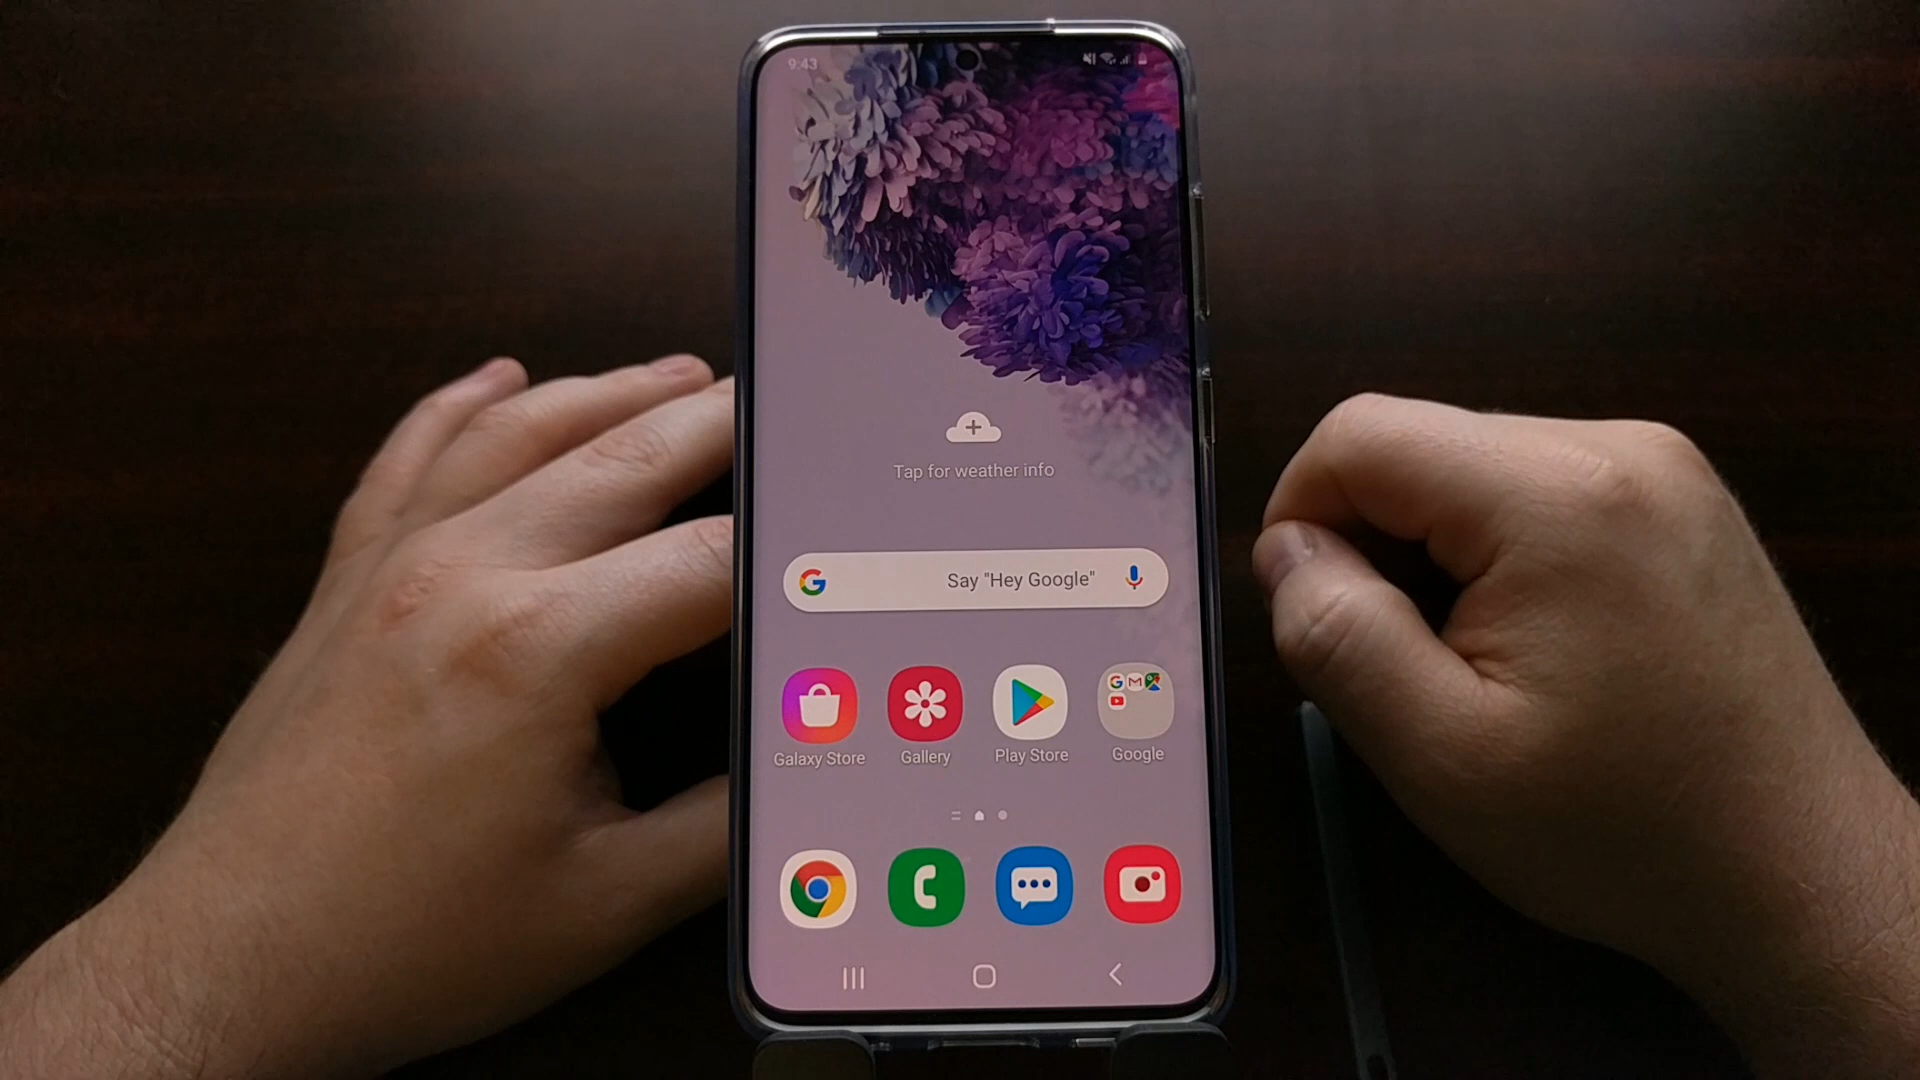 9:43
Tap for weather info
Say "Hey Google"
Galaxy Store
Gallery
Play Store
Google